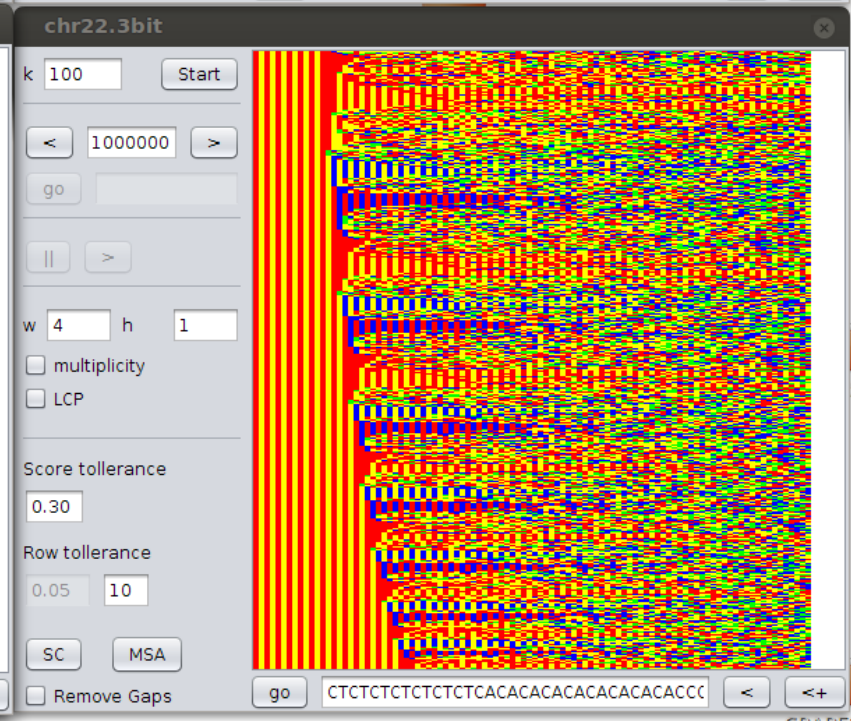 chr22.3bit
k 100 Start
< 1000000 >
go
|| >
w 4 h 1
multiplicity
LCP
Score tollerance
0.30
Row tollerance
0.05 10
SC MSA
Remove Gaps
go CTCTCTCTCTCTCTCACACACACACACACACACACCC < <+